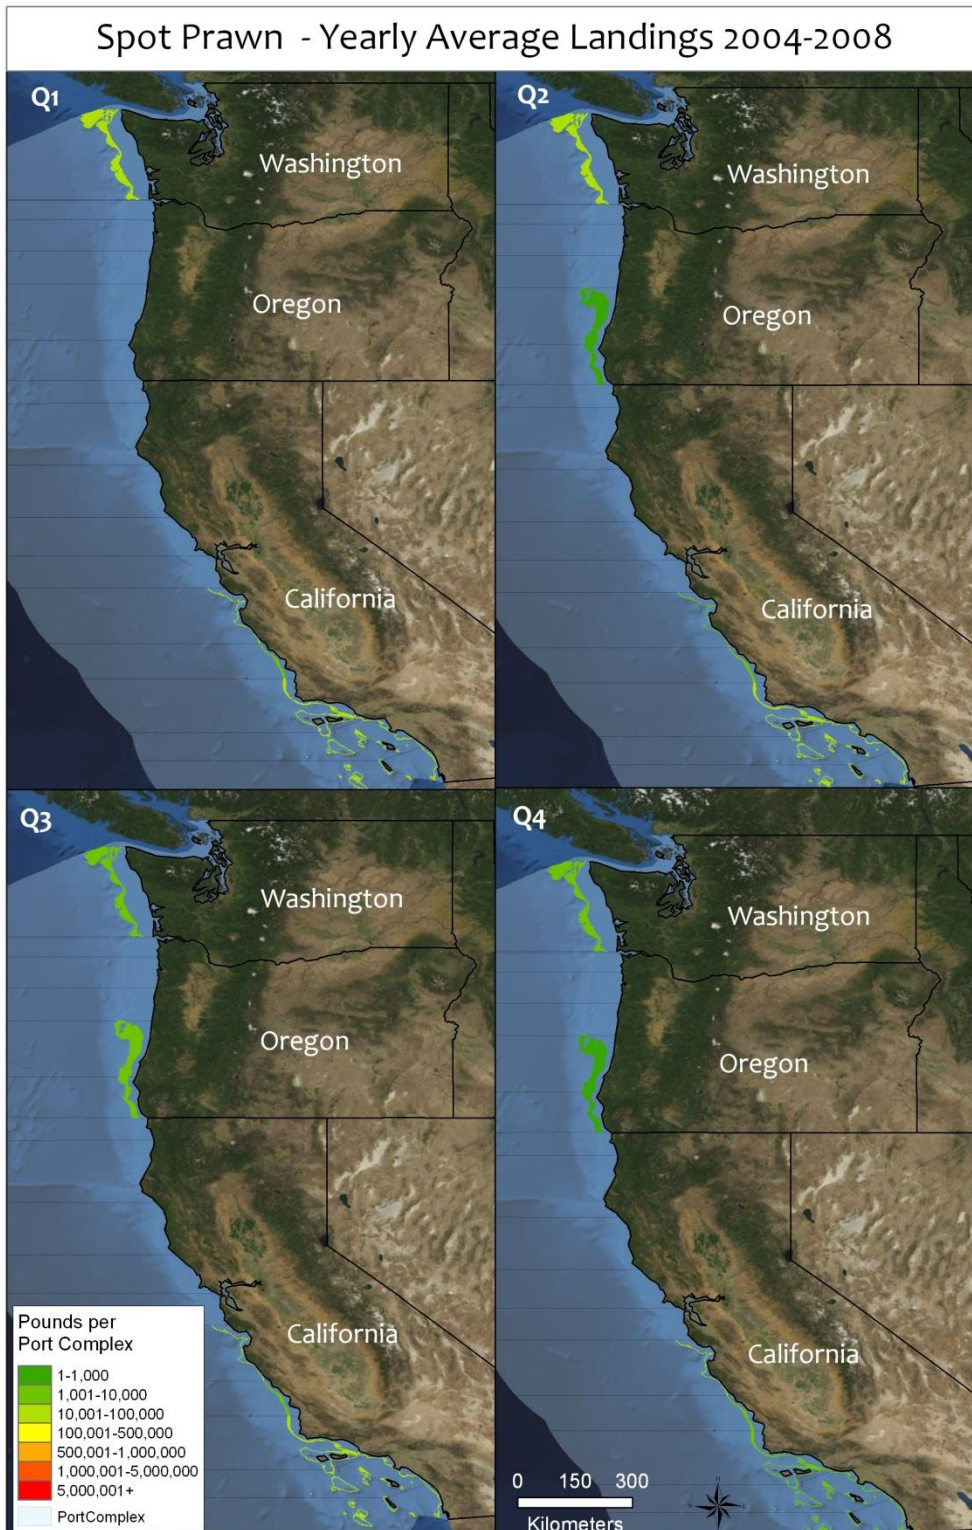 Spot Prawn - Yearly Average Landings 2004-2008
Q1
Washington
Oregon
California
Q2
Washington
Oregon
California
Q3
Washington
Oregon
California
Pounds per
Port Complex
1-1,000
1,001-10,000
10,001-100,000
100,001-500,000
500,001-1,000,000
1,000,001-5,000,000
5,000,001+
PortComplex
Q4
Washington
Oregon
California
0 150 300
Kilometers